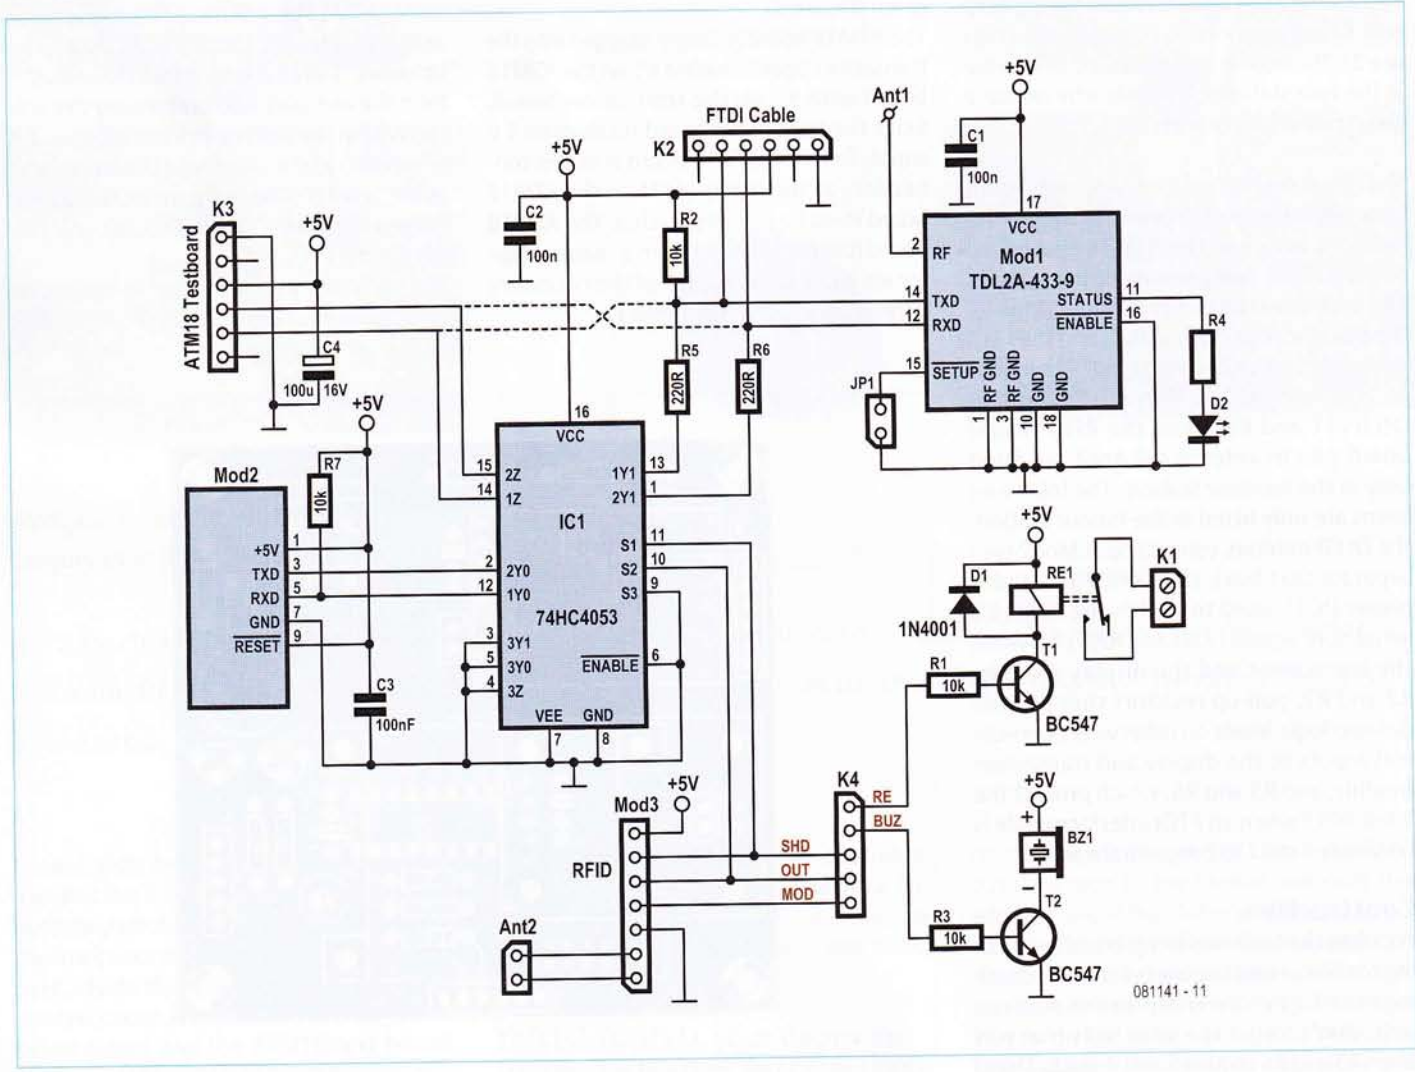 +5V
Ant1
FTDI Cable
K2
C1
100n
+5V
17
VCC
K3
+5V
C2
100n
R2
10k
2
RF
Mod1
TDL2A-433-9
ATM18 Testboard
14
TXD
STATUS
11
12
RXD
ENABLE
16
R4
C4
100u
16V
R5
220R
R6
220R
JP1
15
SETUP
RF GND
RF GND
GND
GND
1
3
10
18
D2
+5V
16
VCC
Mod2
R7
10k
15
2Z
1Y1
13
14
1Z
2Y1
1
IC1
+5V
1
TXD
3
RXD
5
GND
7
RESET
9
S1
11
2
2Y0
S2
10
12
1Y0
S3
9
74HC4053
3
3Y1
5
3Y0
ENABLE
6
4
3Z
VEE
GND
7
8
C3
100nF
+5V
D1
RE1
K1
1N4001
R1
10k
T1
BC547
Mod3
+5V
K4
RE
BUZ
SHD
OUT
MOD
RFID
Ant2
+5V
+
BZ1
–
R3
10k
T2
BC547
081141 - 11